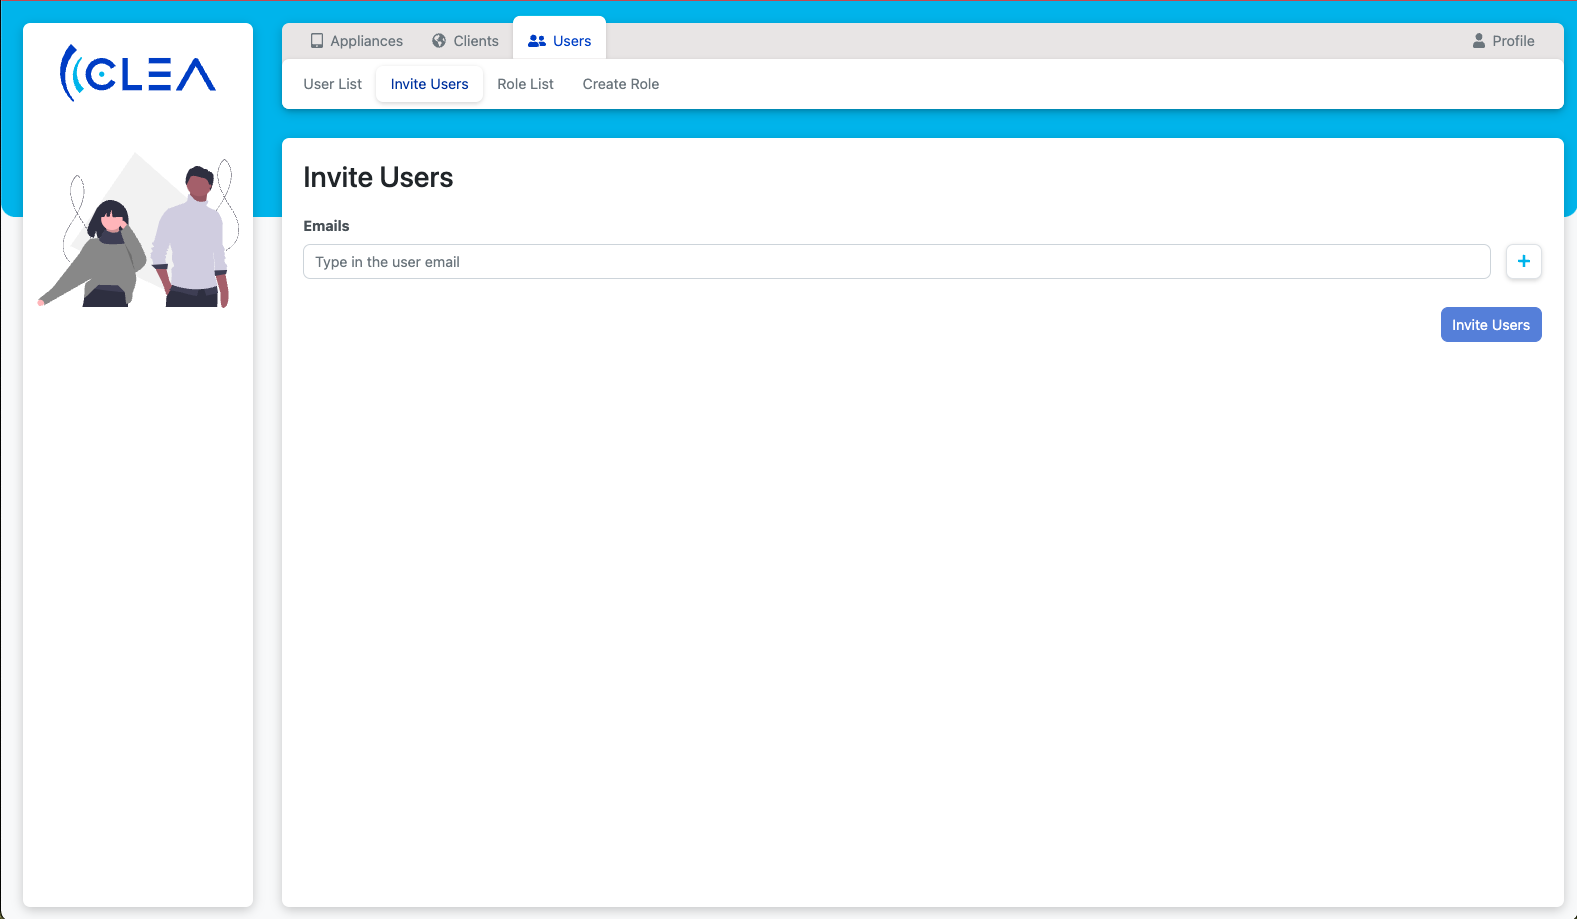 CLEA
Appliances Clients Users Profile
User List Invite Users Role List Create Role
Invite Users
Emails
Type in the user email
+
Invite Users